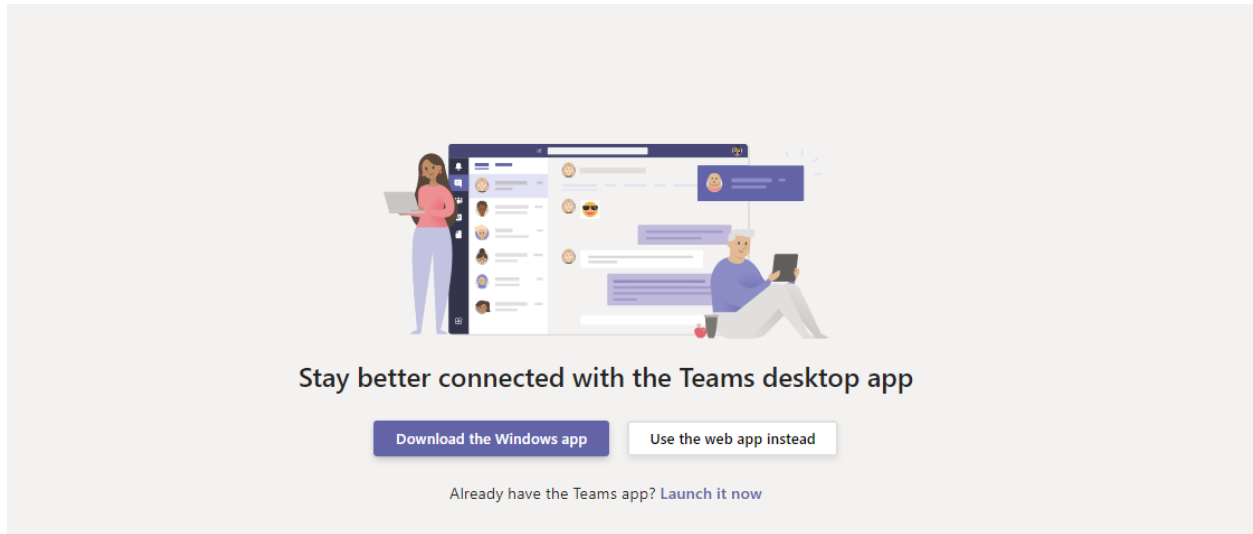 Stay better connected with the Teams desktop app
Download the Windows app
Use the web app instead
Already have the Teams app? Launch it now